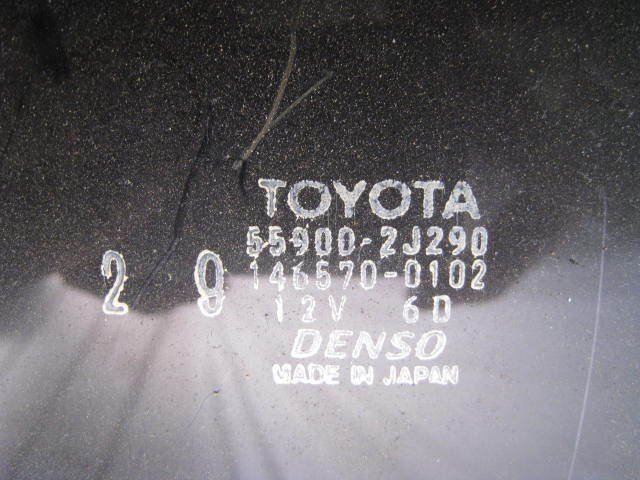 TOYOTA
55900-2J290
146570-0102
2 9
12V 6D
DENSO
MADE IN JAPAN